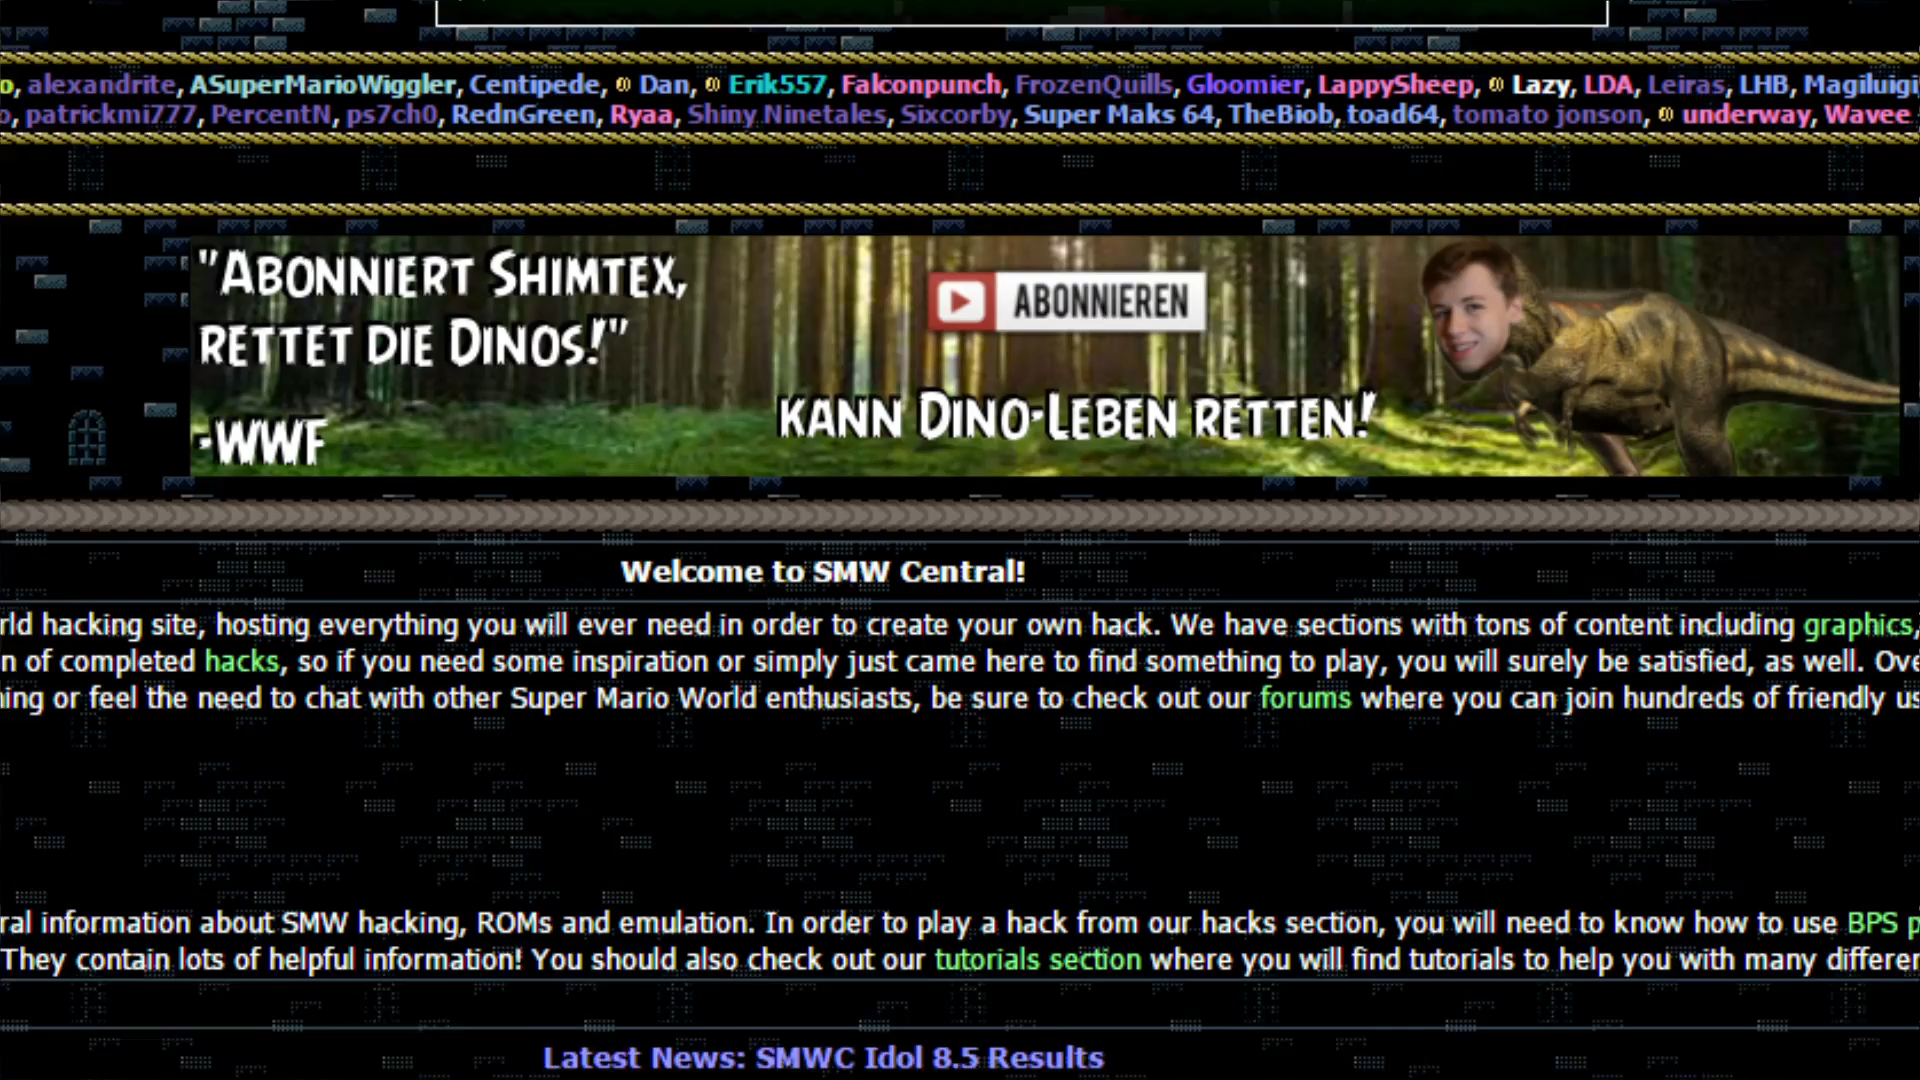 o, alexandrite, ASuperMarioWiggler, Centipede, Dan, Erik557, Falconpunch, FrozenQuills, Gloomier, LappySheep, Lazy, LDA, Leiras, LHB, Magiluigi
o, patrickmi777, PercentN, ps7ch0, RednGreen, Ryaa, Shiny Ninetales, Sixcorby, Super Maks 64, TheBiob, toad64, tomato jonson, underway, Wavee
"ABONNIERT SHIMTEX,
RETTET DIE DINOS!"
-WWF
ABONNIEREN
KANN DINO-LEBEN RETTEN!
Welcome to SMW Central!
rld hacking site, hosting everything you will ever need in order to create your own hack. We have sections with tons of content including graphics,
n of completed hacks, so if you need some inspiration or simply just came here to find something to play, you will surely be satisfied, as well. Ove
ing or feel the need to chat with other Super Mario World enthusiasts, be sure to check out our forums where you can join hundreds of friendly us
ral information about SMW hacking, ROMs and emulation. In order to play a hack from our hacks section, you will need to know how to use BPS p
They contain lots of helpful information! You should also check out our tutorials section where you will find tutorials to help you with many differen
Latest News: SMWC Idol 8.5 Results